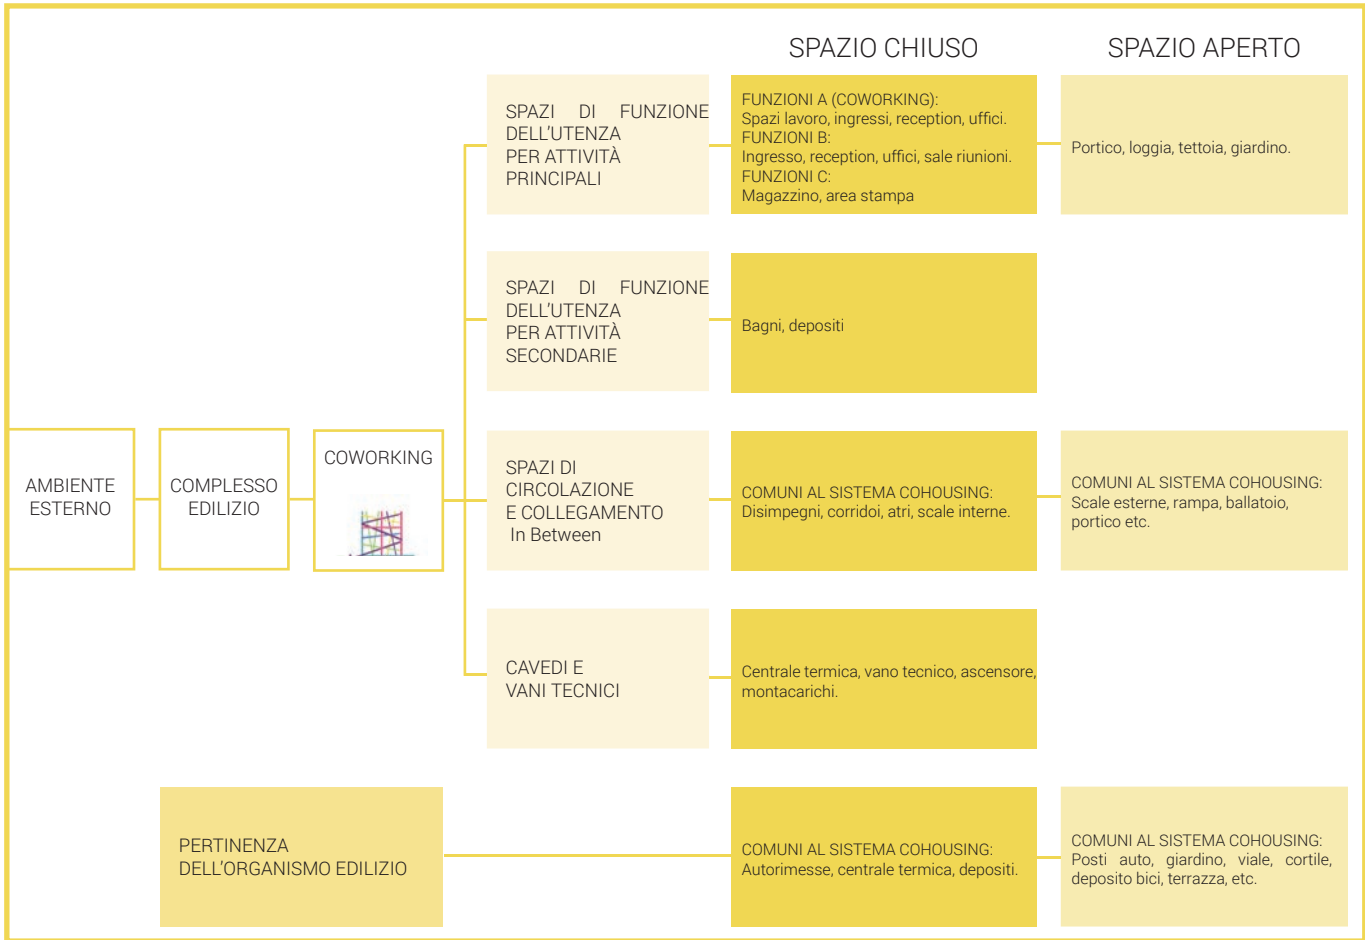 SPAZIO CHIUSO
SPAZIO APERTO
SPAZI DI FUNZIONE
DELL'UTENZA
PER ATTIVITÀ
PRINCIPALI
FUNZIONI A (COWORKING):
Spazi lavoro, ingressi, reception, uffici.
FUNZIONI B:
Ingresso, reception, uffici, sale riunioni.
FUNZIONI C:
Magazzino, area stampa
Portico, loggia, tettoia, giardino.
SPAZI DI FUNZIONE
DELL'UTENZA
PER ATTIVITÀ
SECONDARIE
Bagni, depositi
AMBIENTE
ESTERNO
COMPLESSO
EDILIZIO
COWORKING
SPAZI DI
CIRCOLAZIONE
E COLLEGAMENTO
In Between
COMUNI AL SISTEMA COHOUSING:
Disimpegni, corridoi, atri, scale interne.
COMUNI AL SISTEMA COHOUSING:
Scale esterne, rampa, ballatoio,
portico etc.
CAVEDI E
VANI TECNICI
Centrale termica, vano tecnico, ascensore,
montacarichi.
PERTINENZA
DELL'ORGANISMO EDILIZIO
COMUNI AL SISTEMA COHOUSING:
Autorimesse, centrale termica, depositi.
COMUNI AL SISTEMA COHOUSING:
Posti auto, giardino, viale, cortile,
deposito bici, terrazza, etc.